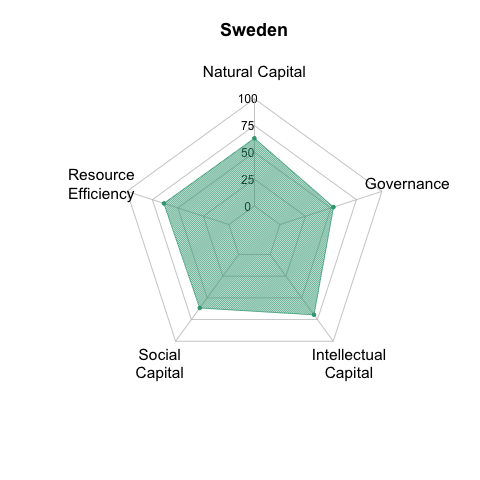 Sweden
Natural Capital
100
75
50
25
0
Resource
Efficiency
Governance
Social
Capital
Intellectual
Capital